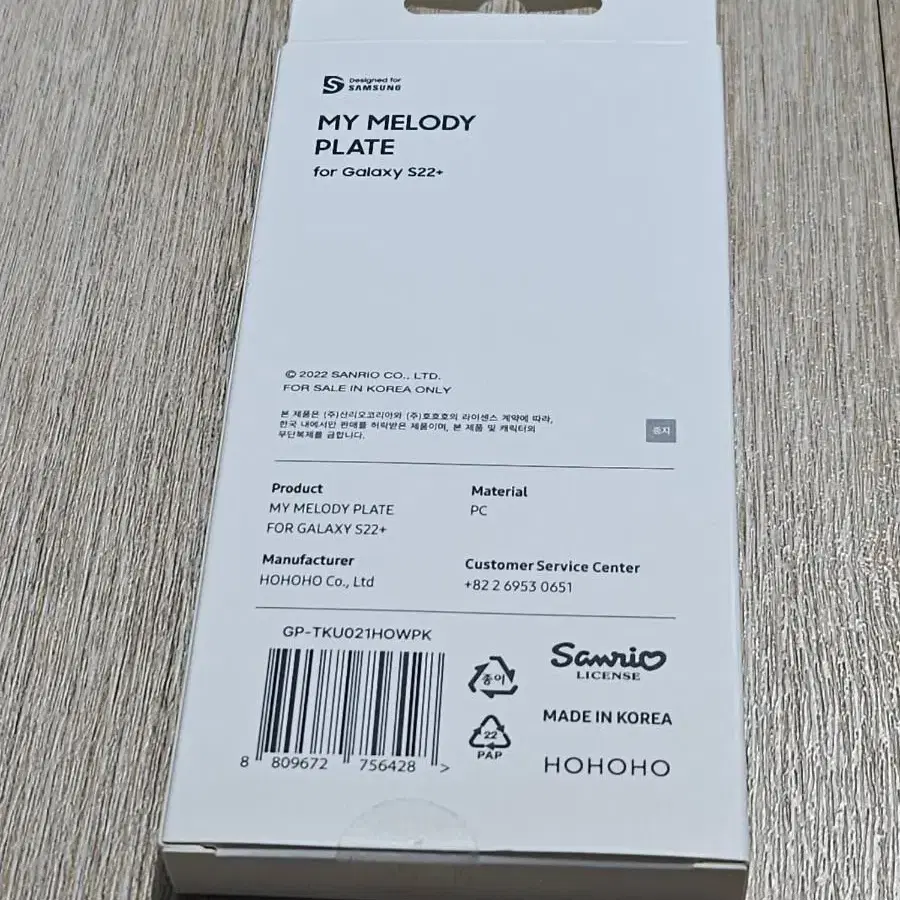 Designed for
SAMSUNG
MY MELODY
PLATE
for Galaxy S22+
© 2022 SANRIO CO., LTD.
FOR SALE IN KOREA ONLY
본 제품은 (주)산리오코리아와 (주)호호호의 라이센스 계약에 따라,
한국 내에서만 판매를 허락받은 제품이며, 본 제품 및 캐릭터의
무단복제를 금합니다.
Product
MY MELODY PLATE
FOR GALAXY S22+
Material
PC
Manufacturer
HOHOHO Co., Ltd
Customer Service Center
+82 2 6953 0651
GP-TKU021HOWPK
8 809672 756428 >
종이
22
PAP
Sanrio
LICENSE
MADE IN KOREA
HOHOHO